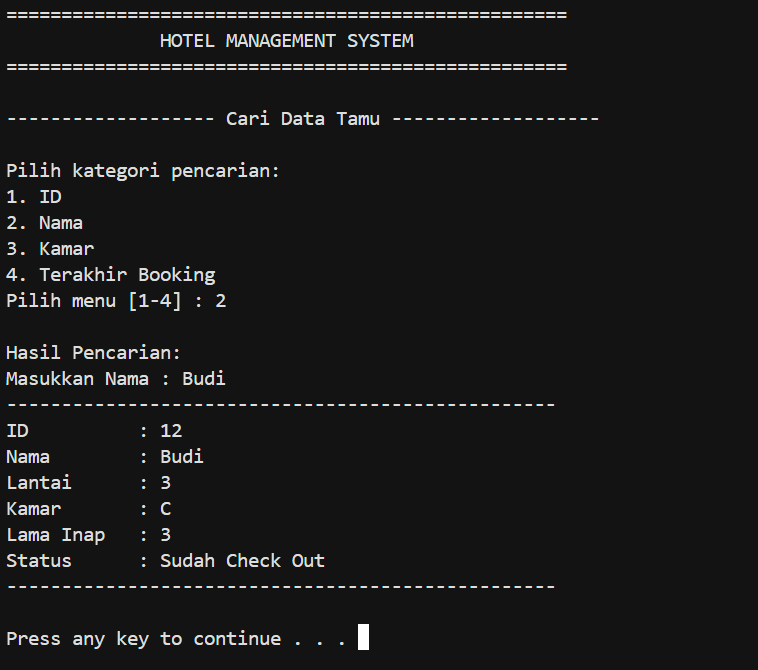 ===================================================
HOTEL MANAGEMENT SYSTEM
===================================================
------------------- Cari Data Tamu -------------------
Pilih kategori pencarian:
1. ID
2. Nama
3. Kamar
4. Terakhir Booking
Pilih menu [1-4] : 2
Hasil Pencarian:
Masukkan Nama : Budi
--------------------------------------------------
ID          : 12
Nama        : Budi
Lantai      : 3
Kamar       : C
Lama Inap   : 3
Status      : Sudah Check Out
--------------------------------------------------
Press any key to continue . . .